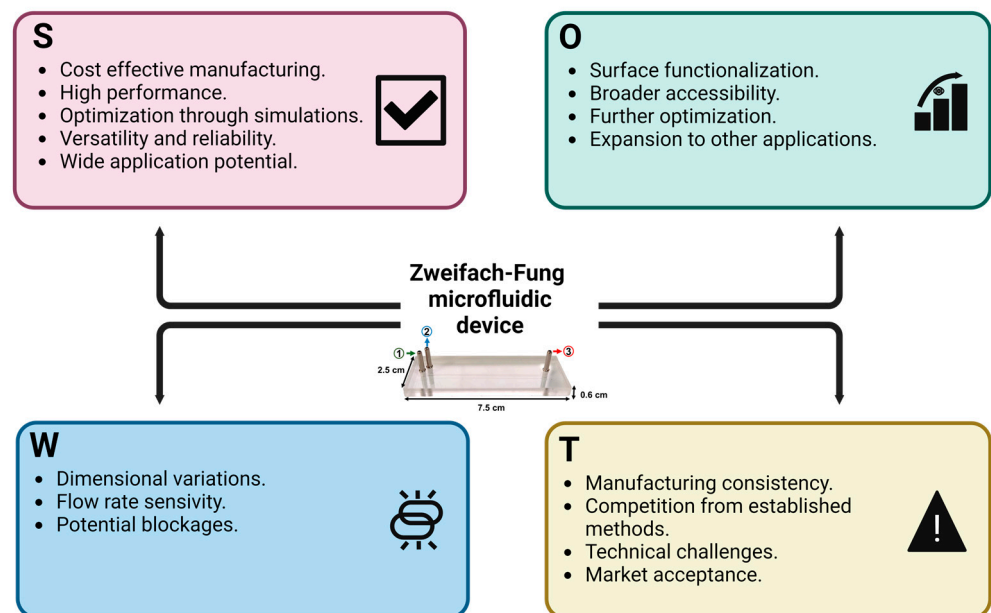 S
• Cost effective manufacturing.
• High performance.
• Optimization through simulations.
• Versatility and reliability.
• Wide application potential.
O
• Surface functionalization.
• Broader accessibility.
• Further optimization.
• Expansion to other applications.
Zweifach-Fung
microfluidic
device
2
1
3
2.5 cm
0.6 cm
7.5 cm
W
• Dimensional variations.
• Flow rate sensivity.
• Potential blockages.
T
• Manufacturing consistency.
• Competition from established
methods.
• Technical challenges.
• Market acceptance.
!